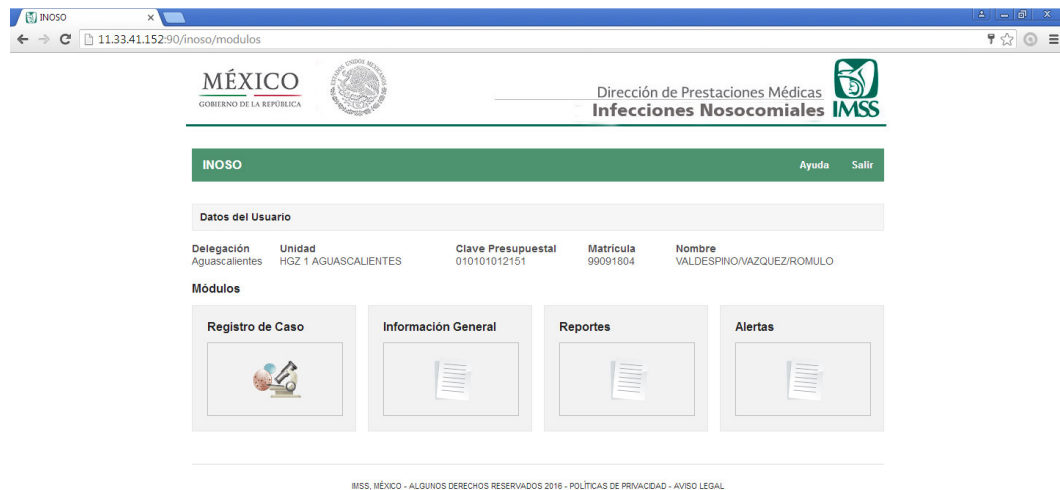 INOSO
11.33.41.152:90/inoso/modulos
ESTADOS UNIDOS MEXICANOS
MÉXICO
GOBIERNO DE LA REPÚBLICA
Dirección de Prestaciones Médicas
Infecciones Nosocomiales
IMSS
INOSO Ayuda Salir
Datos del Usuario
Delegación Unidad Clave Presupuestal Matrícula Nombre
Aguascalientes HGZ 1 AGUASCALIENTES 010101012151 99091804 VALDESPINO/VAZQUEZ/ROMULO
Módulos
Registro de Caso Información General Reportes Alertas
IMSS, MÉXICO - ALGUNOS DERECHOS RESERVADOS 2016 - POLÍTICAS DE PRIVACIDAD - AVISO LEGAL